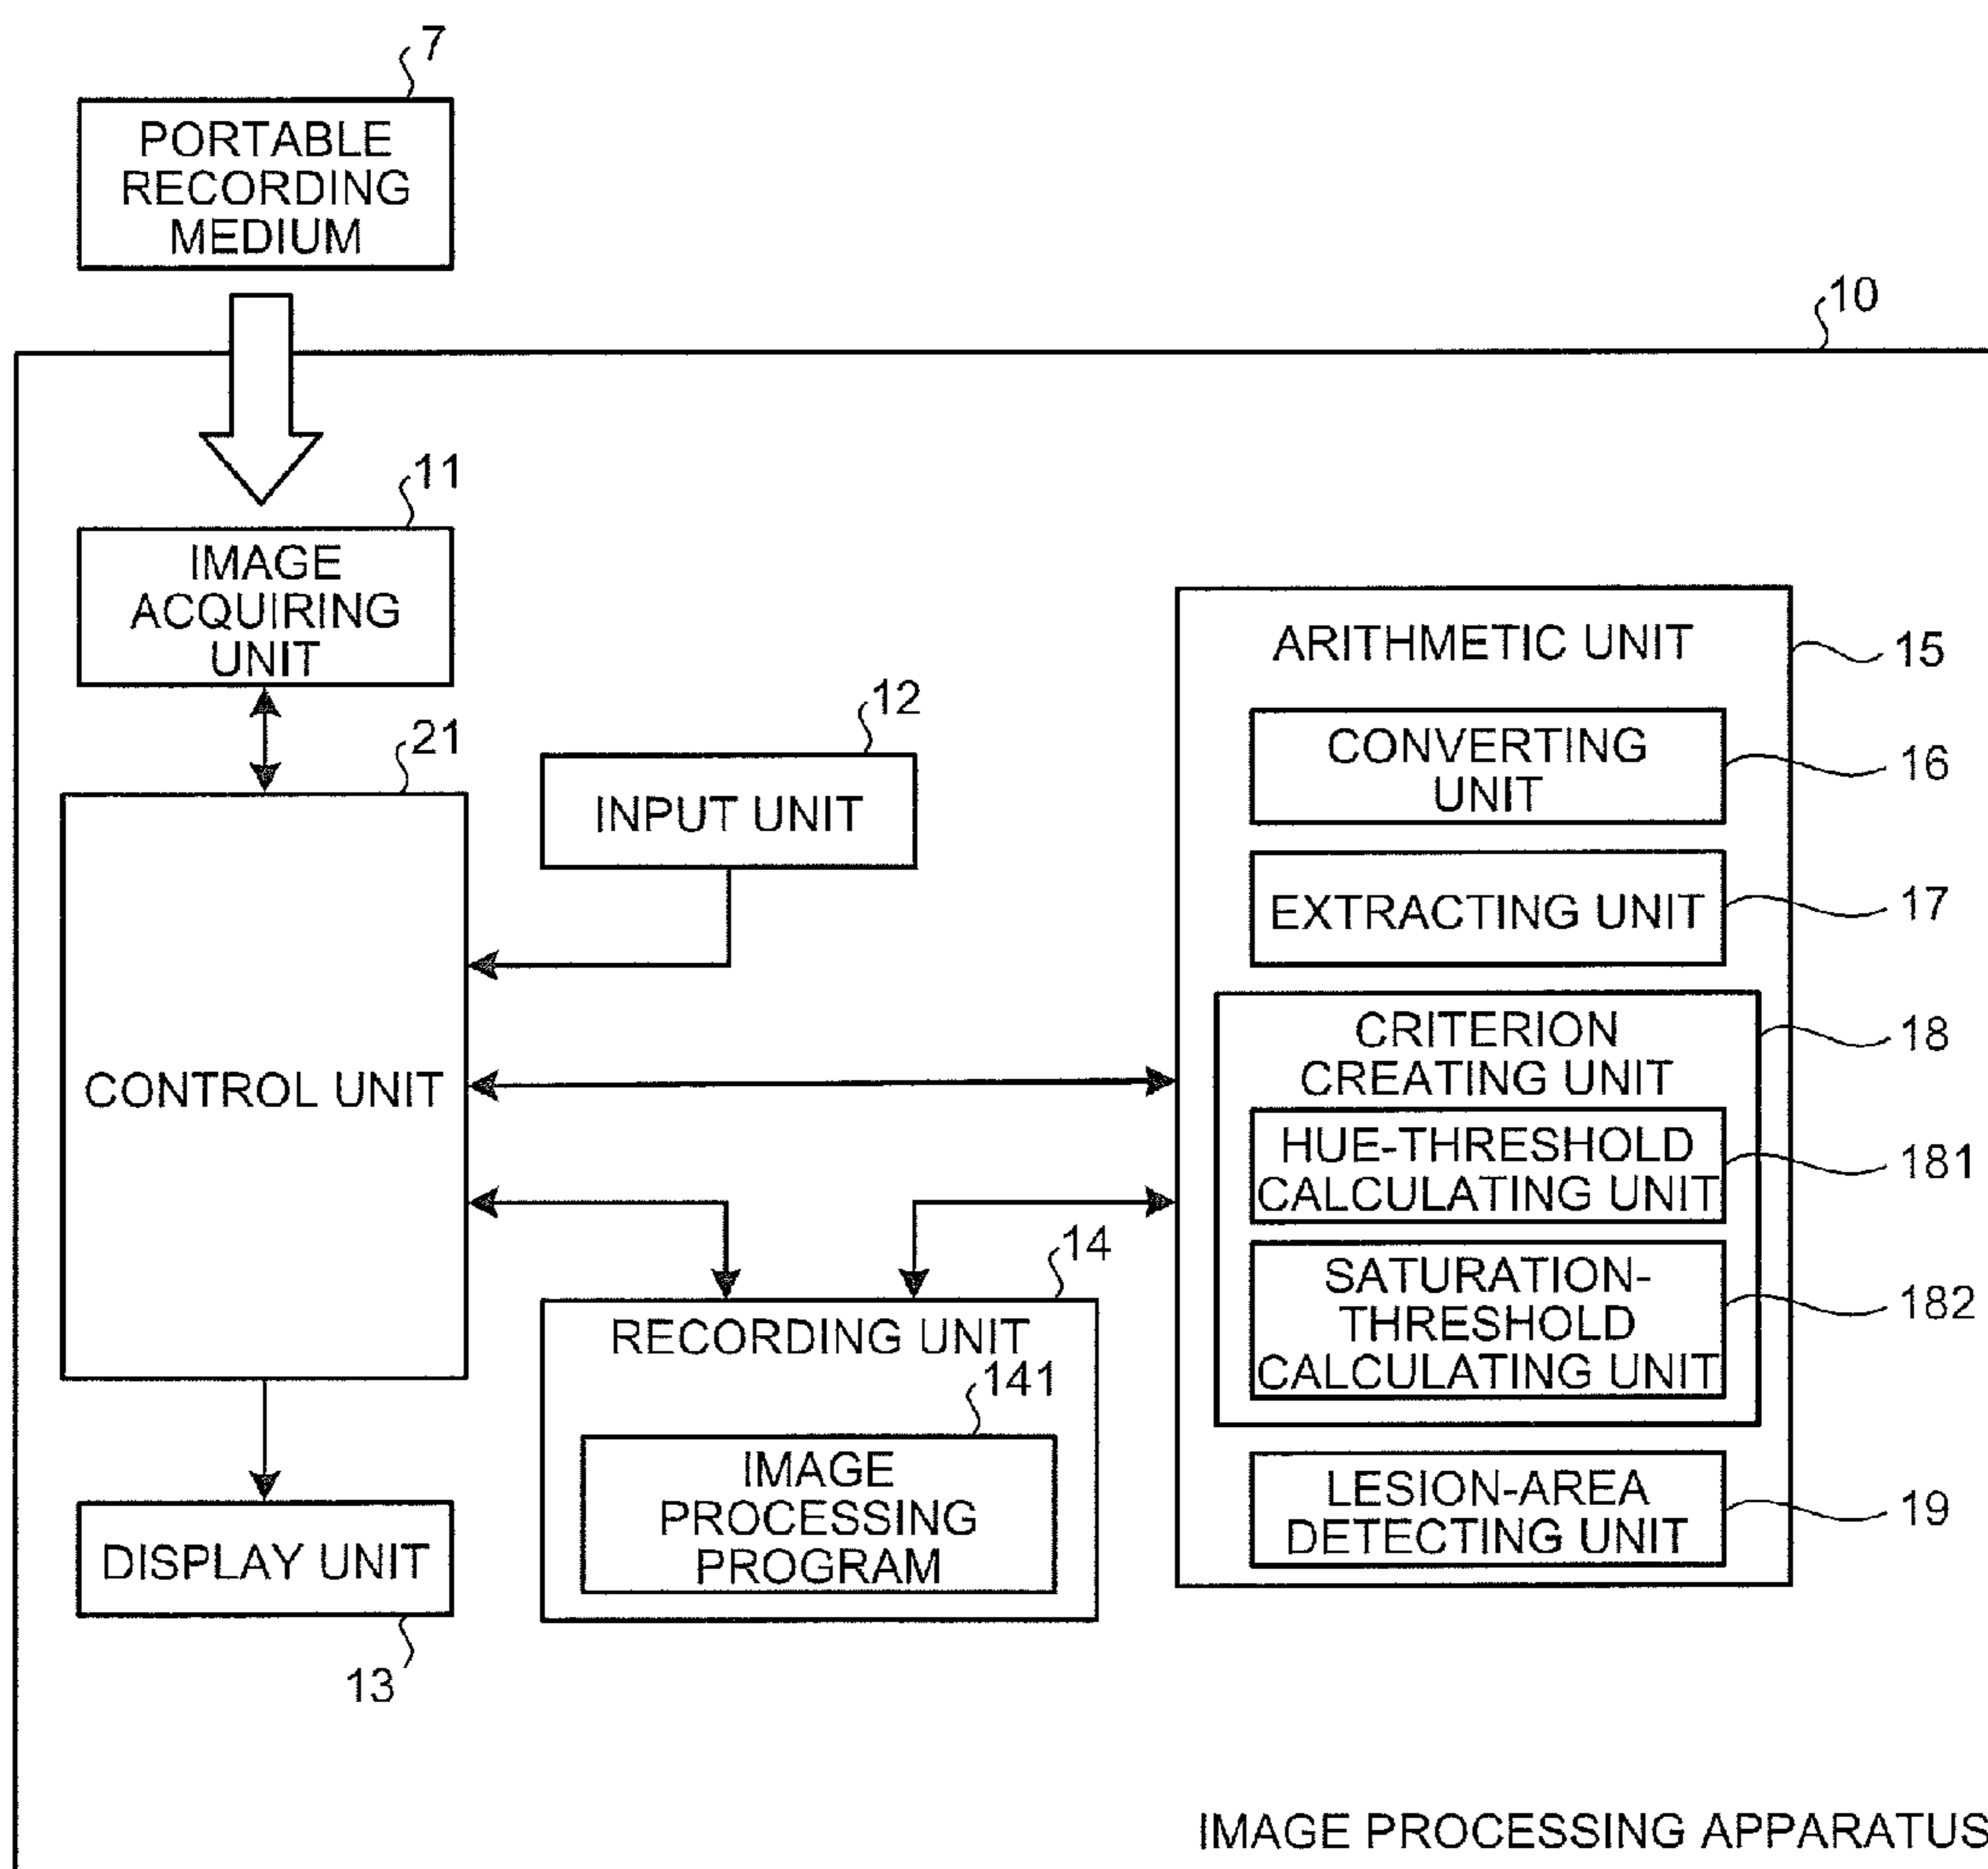 7
PORTABLE
RECORDING
MEDIUM
10
11
IMAGE
ACQUIRING
UNIT
21
CONTROL UNIT
12
INPUT UNIT
ARITHMETIC UNIT
15
CONVERTING
UNIT
16
EXTRACTING UNIT
17
CRITERION
CREATING UNIT
18
HUE-THRESHOLD
CALCULATING UNIT
181
SATURATION-
THRESHOLD
CALCULATING UNIT
182
LESION-AREA
DETECTING UNIT
19
14
RECORDING UNIT
141
IMAGE
PROCESSING
PROGRAM
DISPLAY UNIT
13
IMAGE PROCESSING APPARATUS